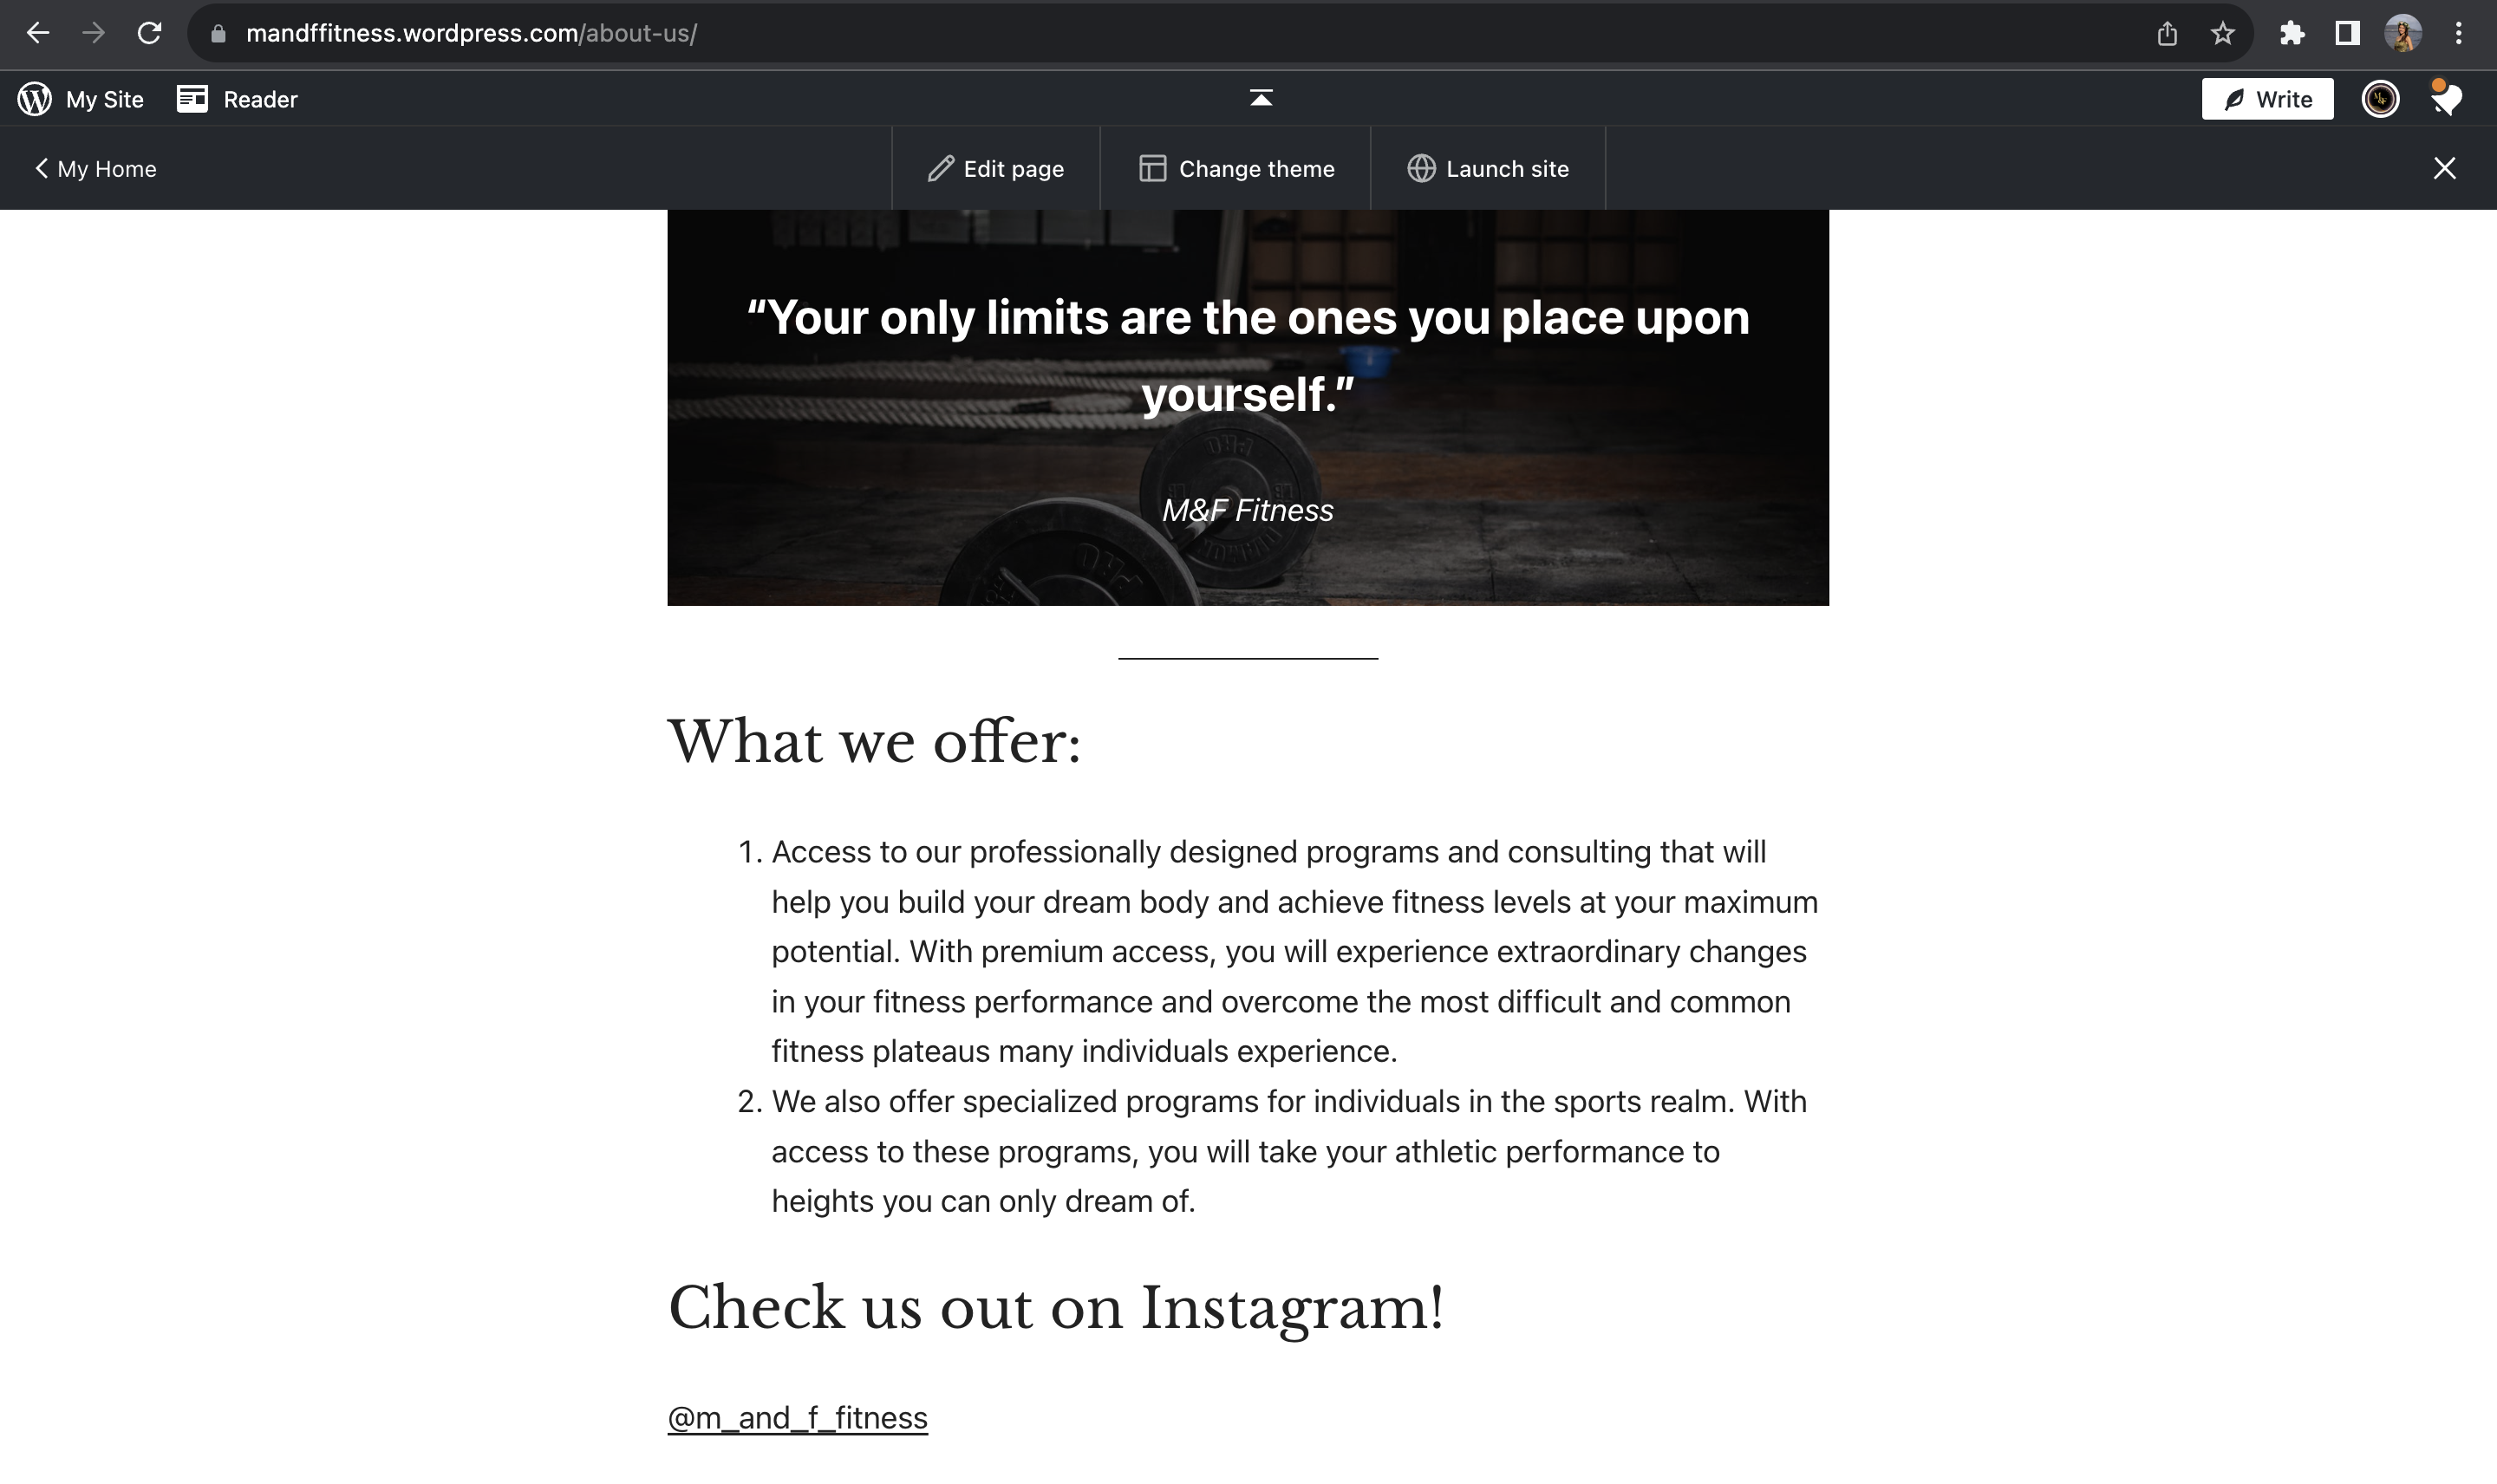 mandffitness.wordpress.com/about-us/
My Site
Reader
Write
My Home
Edit page
Change theme
Launch site
“Your only limits are the ones you place upon
yourself.”
M&F Fitness
What we offer:
1. Access to our professionally designed programs and consulting that will
help you build your dream body and achieve fitness levels at your maximum
potential. With premium access, you will experience extraordinary changes
in your fitness performance and overcome the most difficult and common
fitness plateaus many individuals experience.
2. We also offer specialized programs for individuals in the sports realm. With
access to these programs, you will take your athletic performance to
heights you can only dream of.
Check us out on Instagram!
@m_and_f_fitness